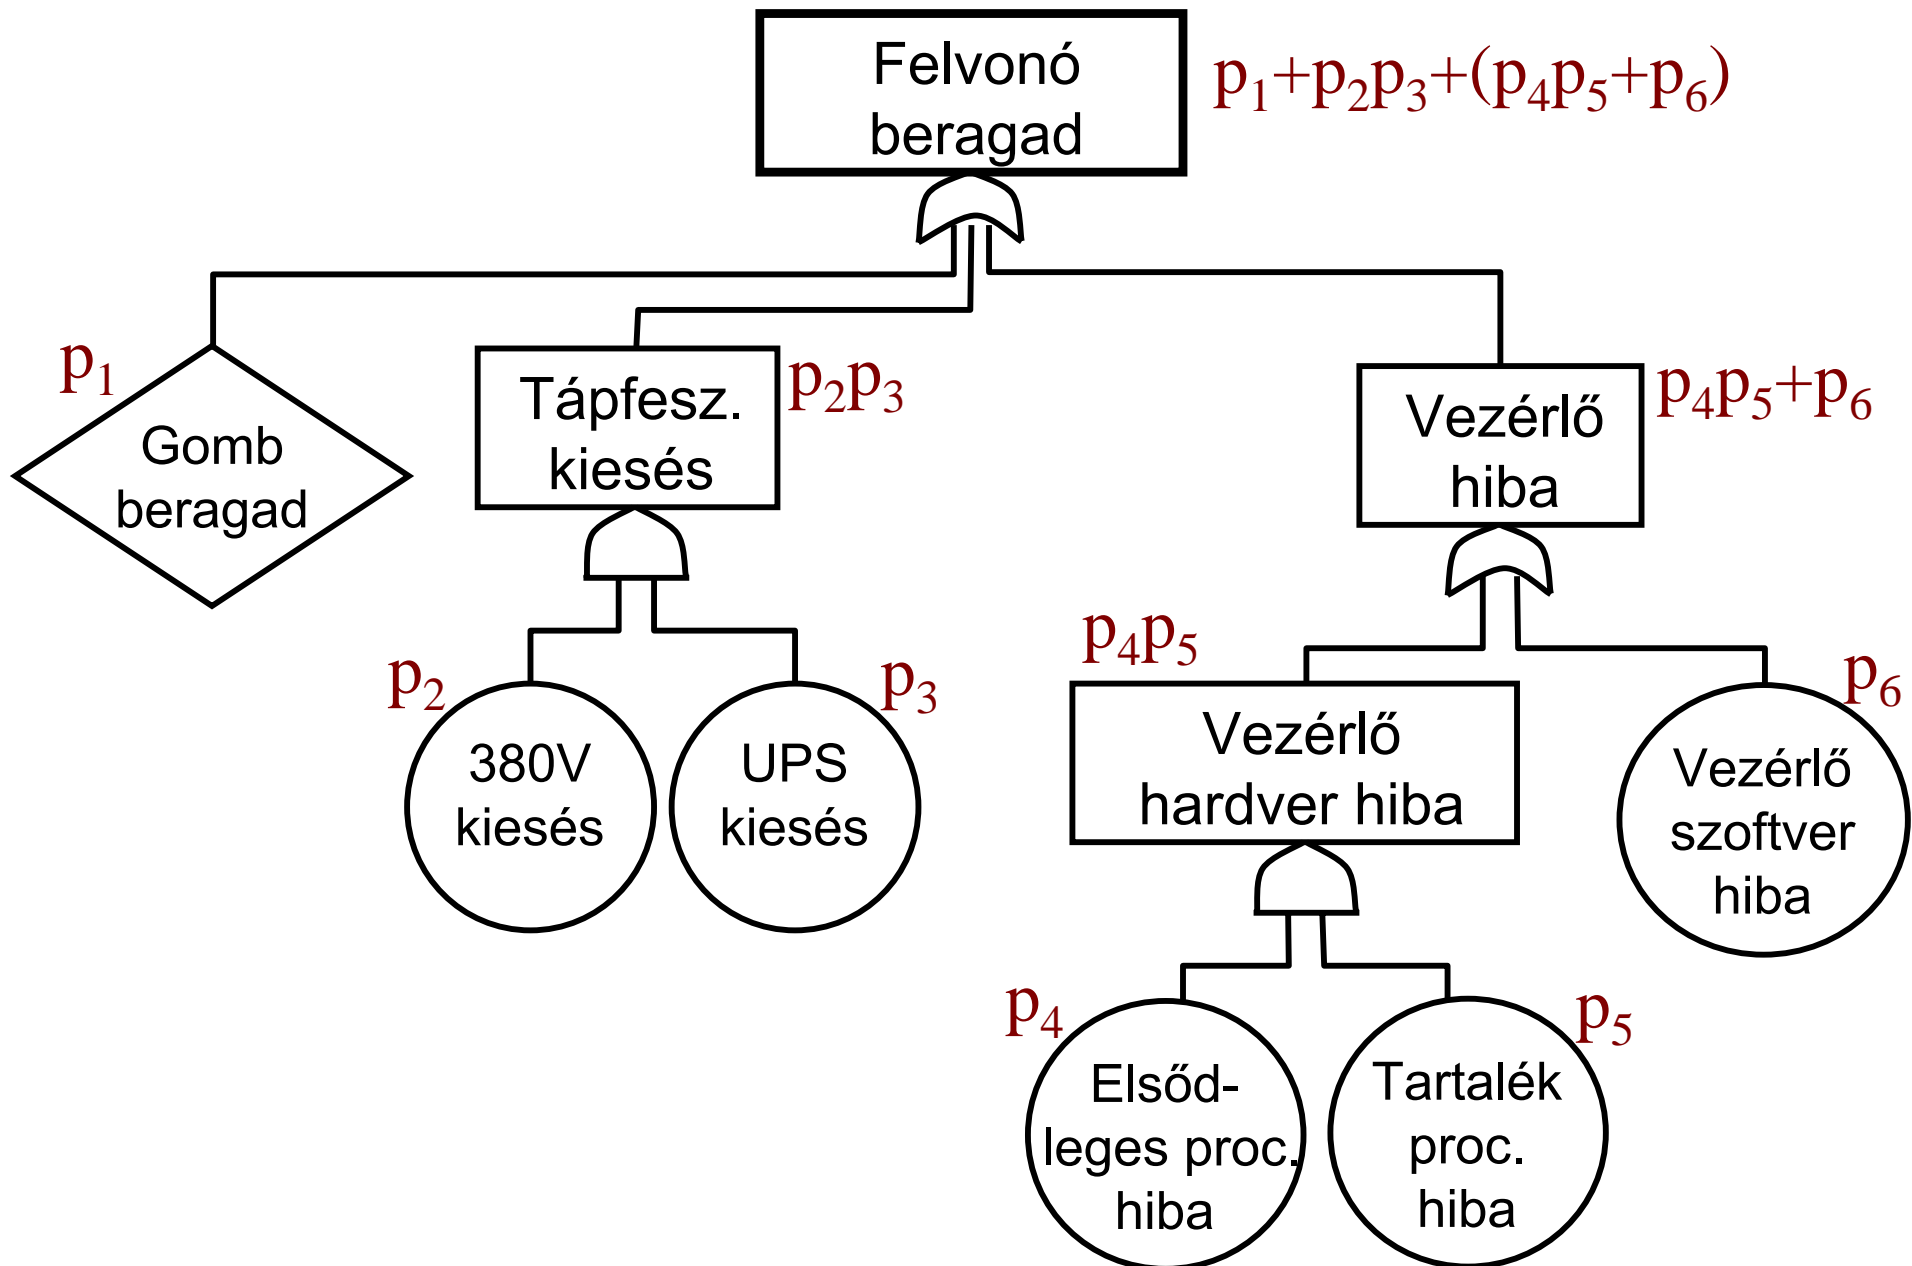 Felvonó
beragad
p₁+p₂p₃+(p₄p₅+p₆)
p₁
Gomb
beragad
Tápfesz.
kiesés
p₂p₃
Vezérlő
hiba
p₄p₅+p₆
p₂
380V
kiesés
p₃
UPS
kiesés
p₄p₅
Vezérlő
hardver hiba
p₆
Vezérlő
szoftver
hiba
p₄
Elsőd-
leges proc.
hiba
p₅
Tartalék
proc.
hiba